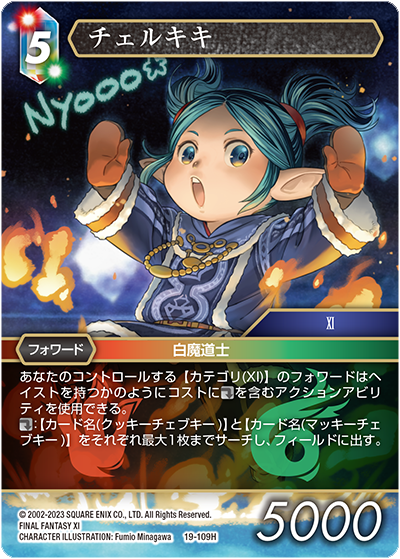 5
チェルキキ
Nyooo
XI
フォワード
白魔道士
あなたのコントロールする【カテゴリ(XI)】のフォワードはヘ
イストを持つかのようにコストにを含むアクションアビリ
ティを使用できる。
:【カード名(クッキーチェブキー)】と【カード名(マッキーチェ
ブキー)】をそれぞれ最大1枚までサーチし、フィールドに出す。
© 2002-2023 SQUARE ENIX CO., LTD. All Rights Reserved.
FINAL FANTASY XI
CHARACTER ILLUSTRATION: Fumio Minagawa
19-109H
5000